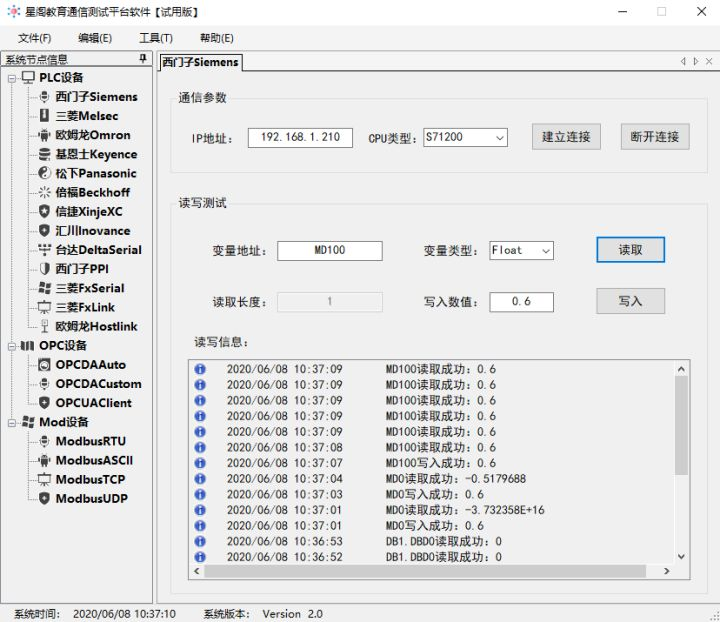 星阁教育通信测试平台软件【试用版】
文件(F) 编辑(E) 工具(T) 帮助(E)
系统节点信息
PLC设备
西门子Siemens
三菱Melsec
欧姆龙Omron
基恩士Keyence
松下Panasonic
倍福Beckhoff
信捷XinjeXC
汇川Inovance
台达DeltaSerial
西门子PPI
三菱FxSerial
三菱FxLink
欧姆龙Hostlink
OPC设备
OPCDAAuto
OPCDACustom
OPCUAClient
Mod设备
ModbusRTU
ModbusASCII
ModbusTCP
ModbusUDP
西门子Siemens
通信参数
IP地址: 192.168.1.210 CPU类型: S71200 建立连接 断开连接
读写测试
变量地址: MD100 变量类型: Float 读取
读取长度: 1 写入数值: 0.6 写入
读写信息:
2020/06/08 10:37:09 MD100读取成功: 0.6
2020/06/08 10:37:09 MD100读取成功: 0.6
2020/06/08 10:37:09 MD100读取成功: 0.6
2020/06/08 10:37:09 MD100读取成功: 0.6
2020/06/08 10:37:09 MD100读取成功: 0.6
2020/06/08 10:37:08 MD100读取成功: 0.6
2020/06/08 10:37:07 MD100写入成功: 0.6
2020/06/08 10:37:04 MD0读取成功: -0.5179688
2020/06/08 10:37:03 MD0写入成功: 0.6
2020/06/08 10:37:01 MD0读取成功: -3.732358E+16
2020/06/08 10:37:01 MD0写入成功: 0.6
2020/06/08 10:36:53 DB1.DBD0读取成功: 0
2020/06/08 10:36:52 DB1.DBD0读取成功: 0
系统时间: 2020/06/08 10:37:10 系统版本: Version 2.0